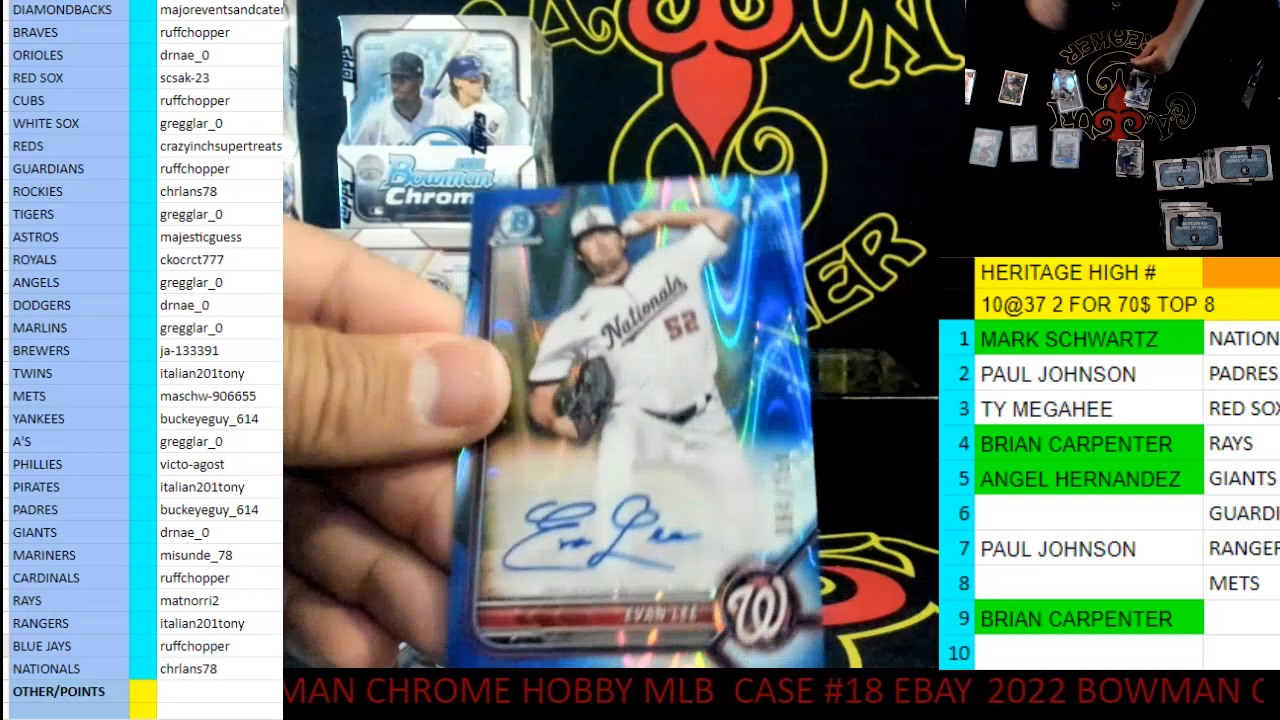 DIAMONDBACKS majoreventsandcater
BRAVES ruffchopper
ORIOLES drnae_0
RED SOX scsak-23
CUBS ruffchopper
WHITE SOX gregglar_0
REDS crazyinchsupertreats
GUARDIANS ruffchopper
ROCKIES chrlans78
TIGERS gregglar_0
ASTROS majesticguess
ROYALS ckocrct777
ANGELS gregglar_0
DODGERS drnae_0
MARLINS gregglar_0
BREWERS ja-133391
TWINS italian201tony
METS maschw-906655
YANKEES buckeyeguy_614
A'S gregglar_0
PHILLIES victo-agost
PIRATES italian201tony
PADRES buckeyeguy_614
GIANTS drnae_0
MARINERS misunde_78
CARDINALS ruffchopper
RAYS matnorri2
RANGERS italian201tony
BLUE JAYS ruffchopper
NATIONALS chrlans78
OTHER/POINTS
topps
Bowman
Chrome
Nationals
52
Evan Lee
EVAN LEE
W
HERITAGE HIGH #
10@37 2 FOR 70$ TOP 8
1 MARK SCHWARTZ NATION
2 PAUL JOHNSON PADRES
3 TY MEGAHEE RED SOX
4 BRIAN CARPENTER RAYS
5 ANGEL HERNANDEZ GIANTS
6 GUARDI
7 PAUL JOHNSON RANGER
8 METS
9 BRIAN CARPENTER
10
MAN CHROME HOBBY MLB CASE #18 EBAY 2022 BOWMAN C